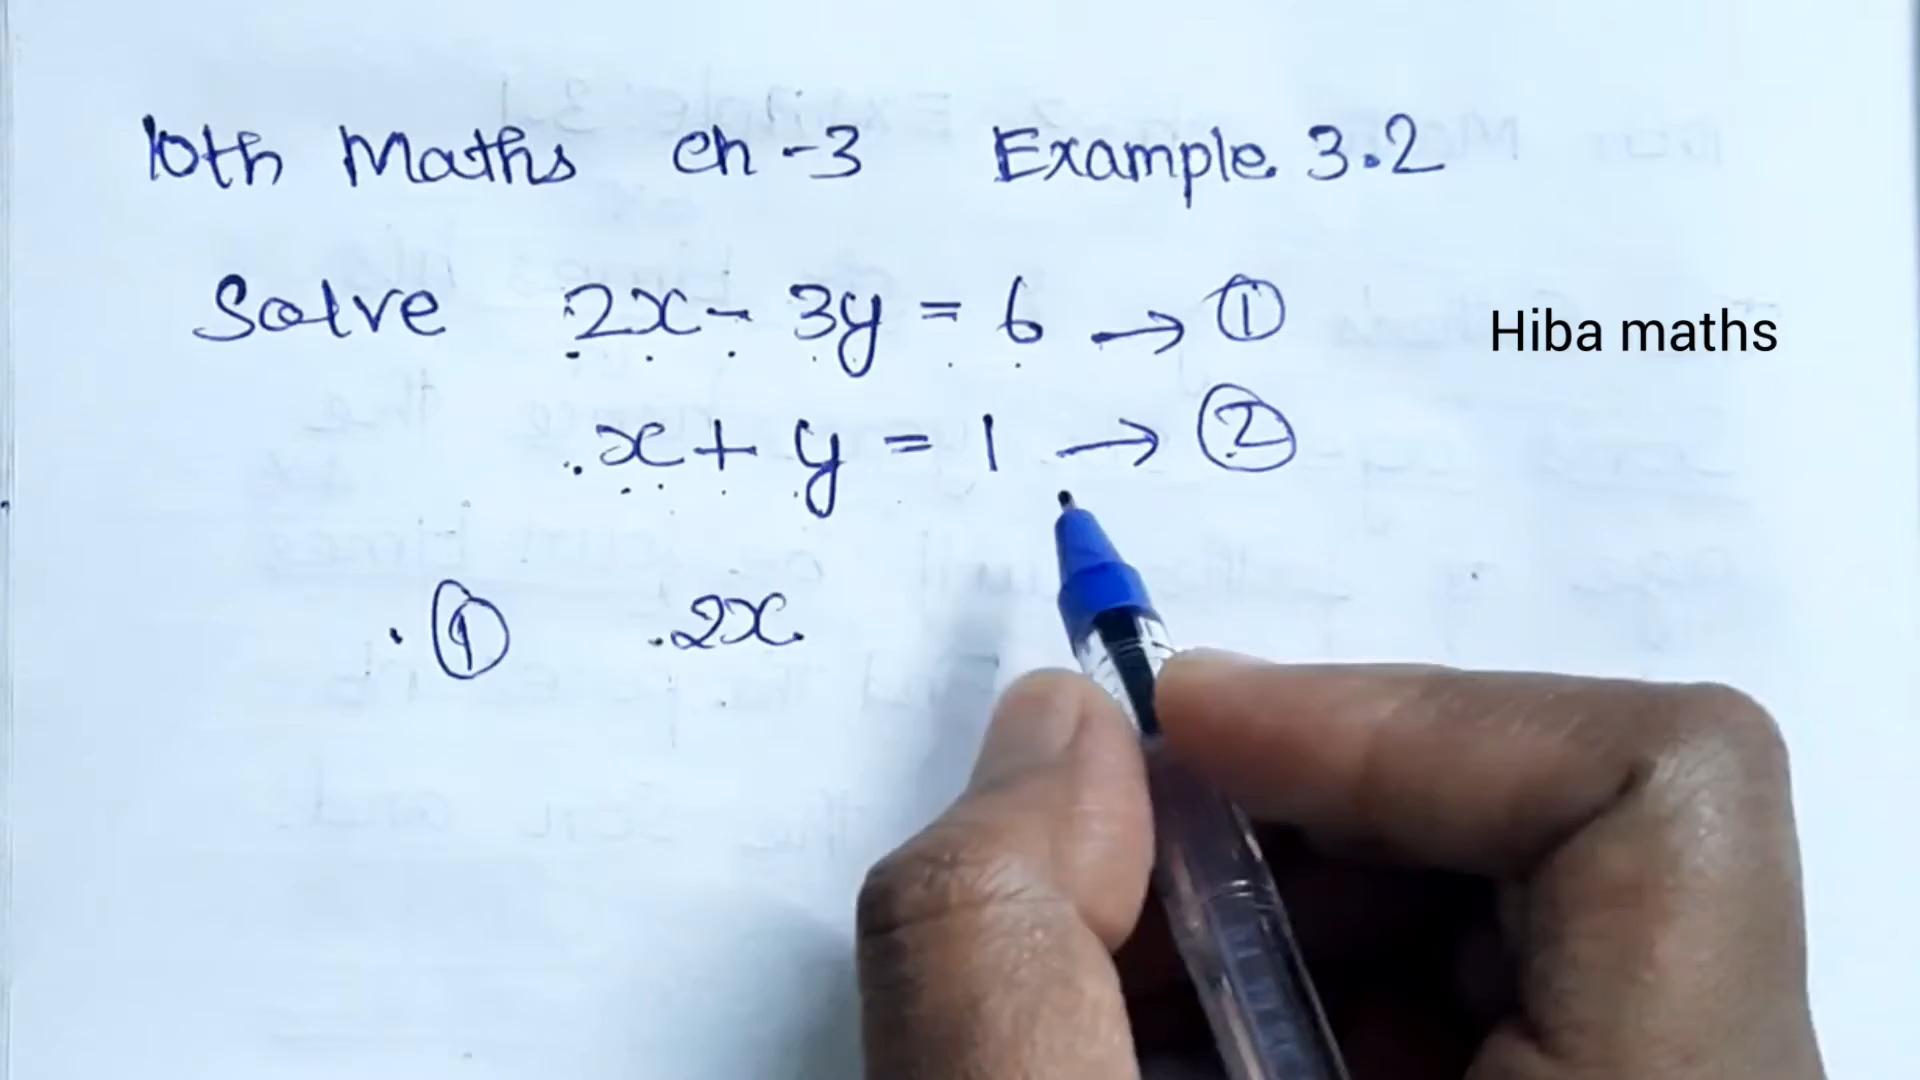 10th Maths ch-3 Example 3.2
Solve 2x - 3y = 6 → ①
Hiba maths
x + y = 1 → ②
① 2x